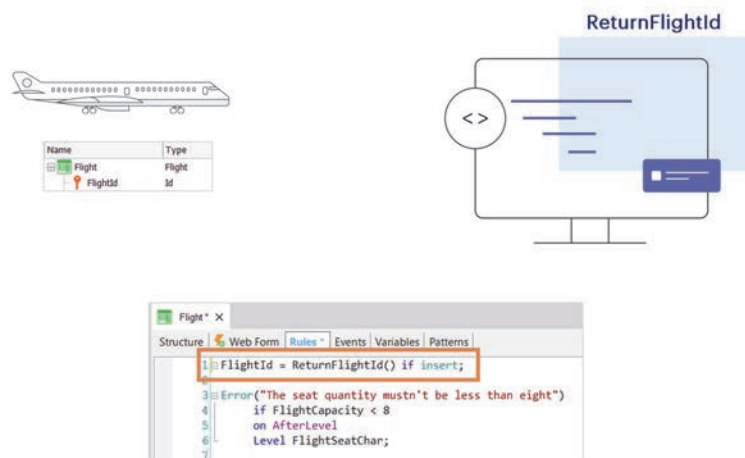 ReturnFlightId
< >
Name Type
Flight Flight
FlightId Id
Flight* X
Structure Web Form Rules * Events Variables Patterns
1 FlightId = ReturnFlightId() if insert;
2
3 Error("The seat quantity mustn't be less than eight")
4 if FlightCapacity < 8
5 on AfterLevel
6 Level FlightSeatChar;
7